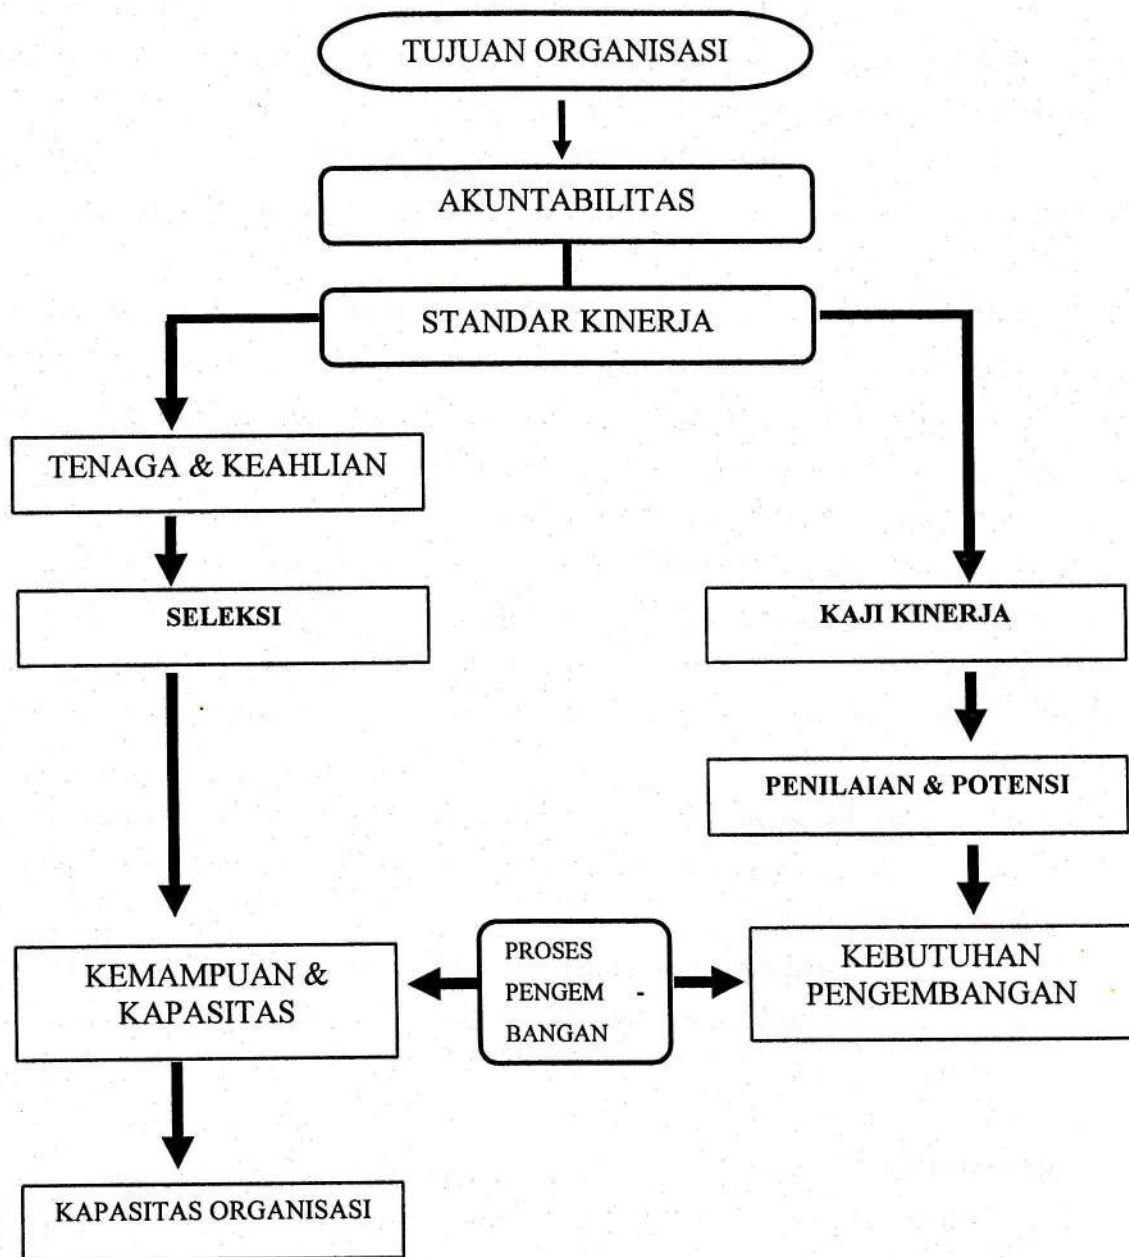 TUJUAN ORGANISASI
AKUNTABILITAS
STANDAR KINERJA
TENAGA & KEAHLIAN
SELEKSI
KAJI KINERJA
PENILAIAN & POTENSI
KEMAMPUAN &
KAPASITAS
PROSES
PENGEM -
BANGAN
KEBUTUHAN
PENGEMBANGAN
KAPASITAS ORGANISASI